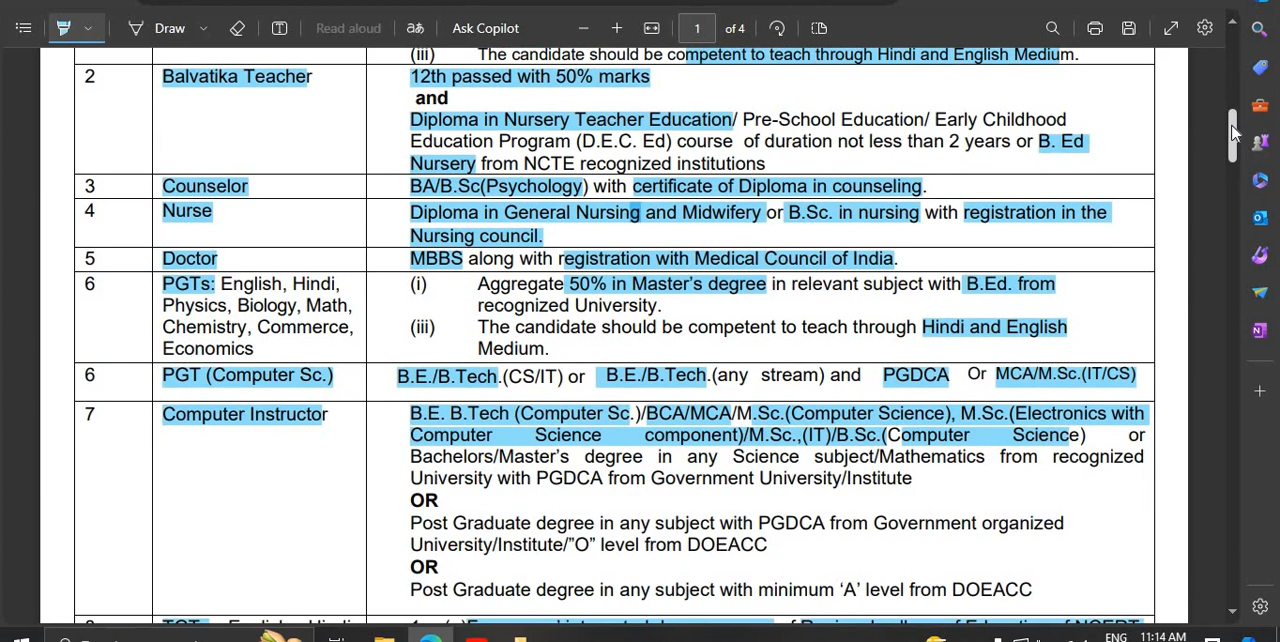 Draw
Read aloud
aあ
Ask Copilot
1 of 4
(iii) The candidate should be competent to teach through Hindi and English Medium.
2 Balvatika Teacher 12th passed with 50% marks
and
Diploma in Nursery Teacher Education/ Pre-School Education/ Early Childhood
Education Program (D.E.C. Ed) course of duration not less than 2 years or B. Ed
Nursery from NCTE recognized institutions
3 Counselor BA/B.Sc(Psychology) with certificate of Diploma in counseling.
4 Nurse Diploma in General Nursing and Midwifery or B.Sc. in nursing with registration in the
Nursing council.
5 Doctor MBBS along with registration with Medical Council of India.
6 PGTs: English, Hindi, (i) Aggregate 50% in Master's degree in relevant subject with B.Ed. from
Physics, Biology, Math, recognized University.
Chemistry, Commerce, (iii) The candidate should be competent to teach through Hindi and English
Economics Medium.
6 PGT (Computer Sc.) B.E./B.Tech.(CS/IT) or B.E./B.Tech.(any stream) and PGDCA Or MCA/M.Sc.(IT/CS)
7 Computer Instructor B.E. B.Tech (Computer Sc.)/BCA/MCA/M.Sc.(Computer Science), M.Sc.(Electronics with
Computer Science component)/M.Sc.,(IT)/B.Sc.(Computer Science) or
Bachelors/Master's degree in any Science subject/Mathematics from recognized
University with PGDCA from Government University/Institute
OR
Post Graduate degree in any subject with PGDCA from Government organized
University/Institute/"O" level from DOEACC
OR
Post Graduate degree in any subject with minimum ‘A’ level from DOEACC
ENG 11:14 AM